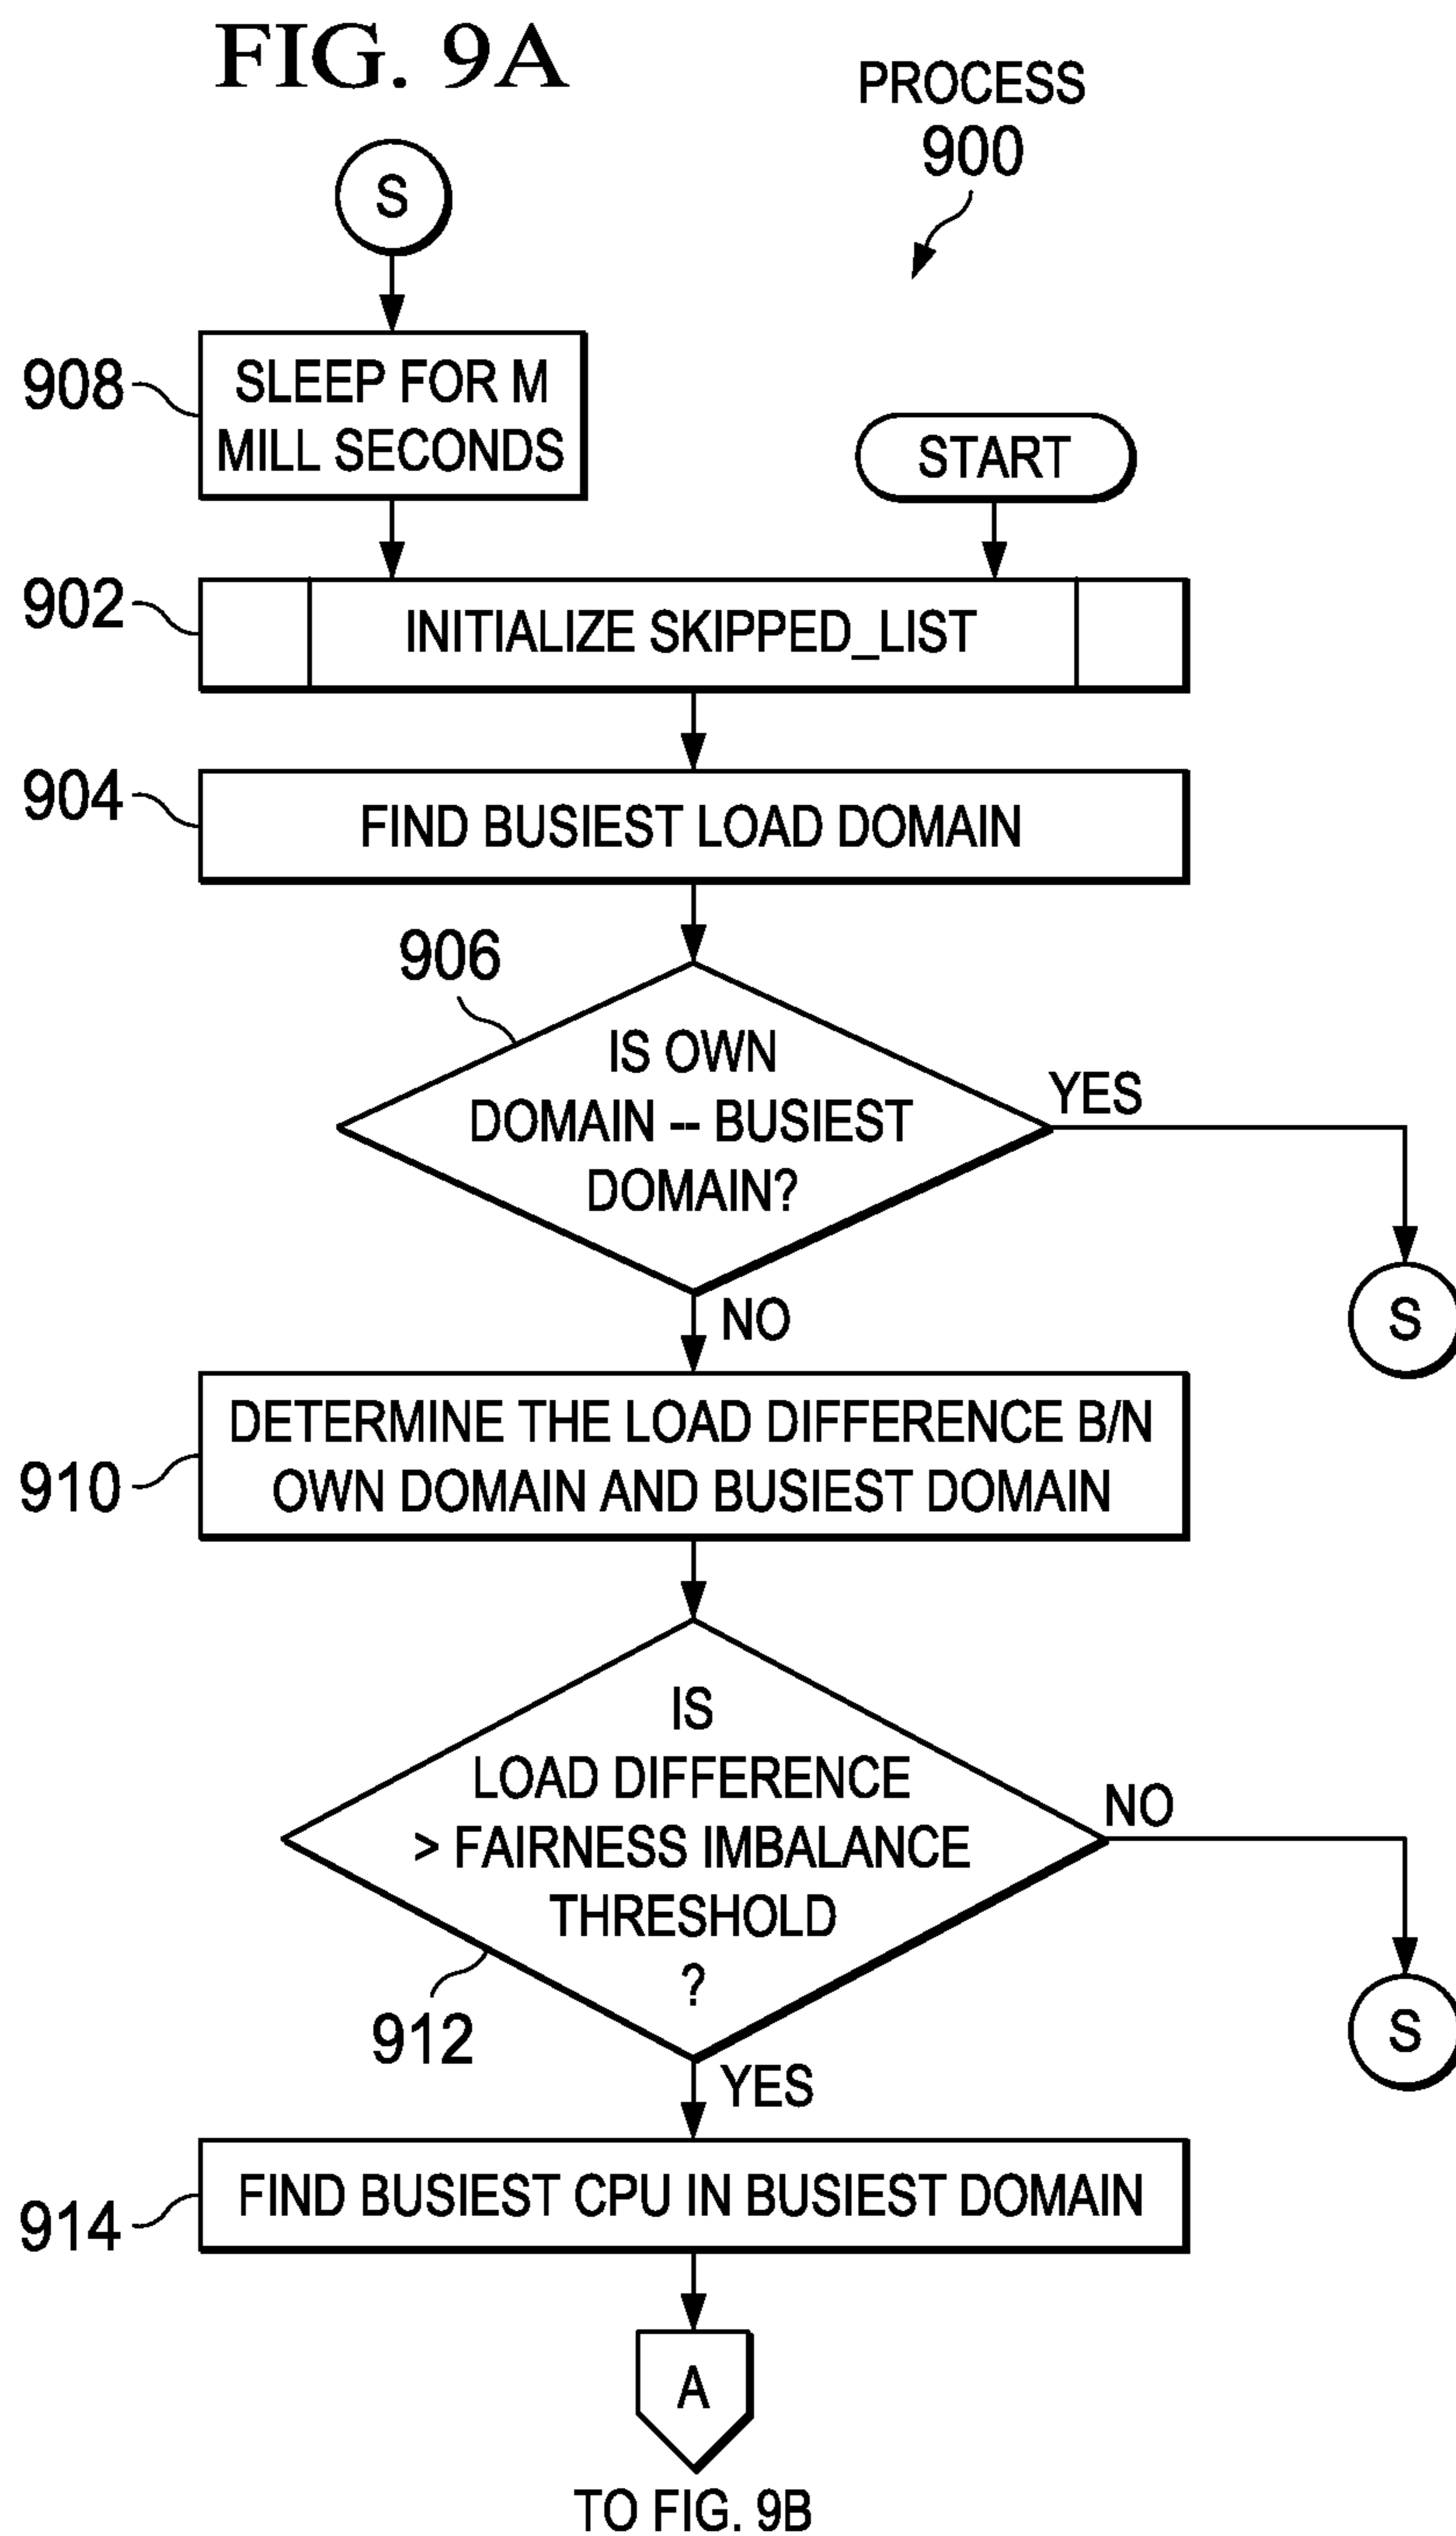 FIG. 9A
PROCESS
900
S
908
SLEEP FOR M
MILL SECONDS
START
902
INITIALIZE SKIPPED_LIST
904
FIND BUSIEST LOAD DOMAIN
906
IS OWN
DOMAIN -- BUSIEST
DOMAIN?
YES
S
NO
910
DETERMINE THE LOAD DIFFERENCE B/N
OWN DOMAIN AND BUSIEST DOMAIN
IS
LOAD DIFFERENCE
> FAIRNESS IMBALANCE
THRESHOLD
?
NO
S
912
YES
914
FIND BUSIEST CPU IN BUSIEST DOMAIN
A
TO FIG. 9B